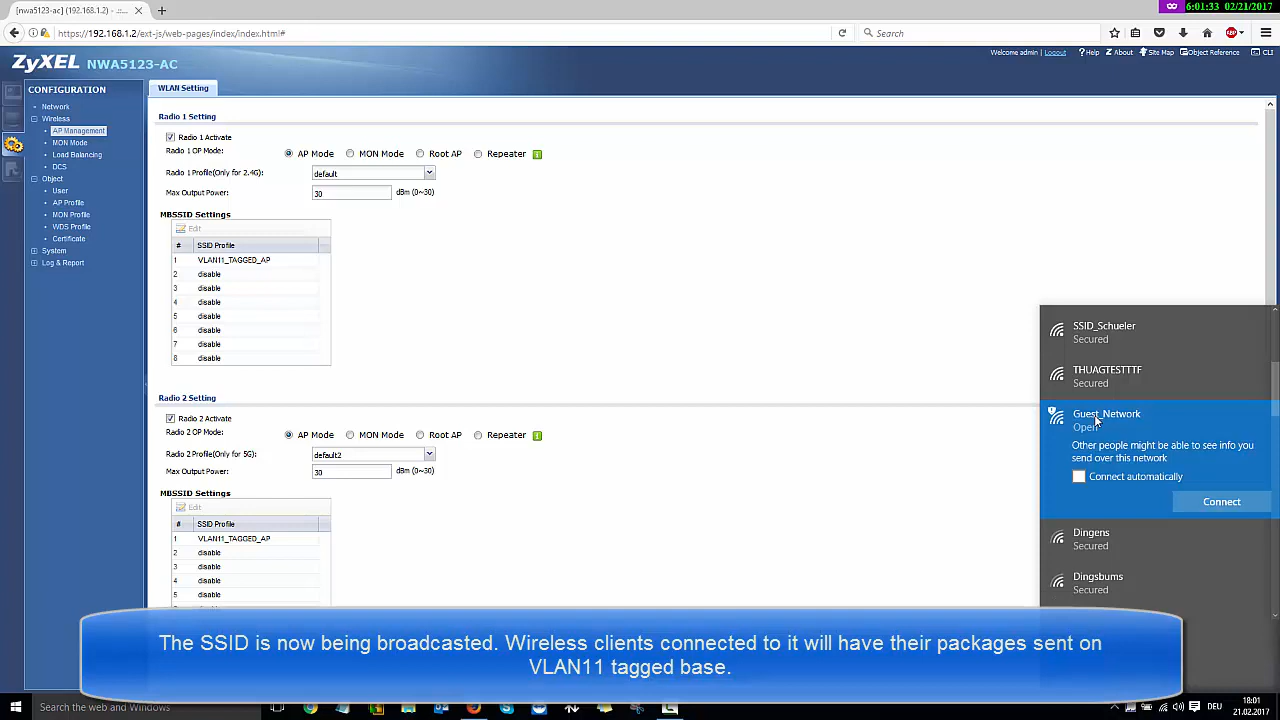 [nwa5123-ac] (192.168.1.2) - ...
6:01:33 02/21/2017
https://192.168.1.2/ext-js/web-pages/index/index.html#
Search
ABP
Welcome admin | Logout
Help
About
Site Map
Object Reference
CLI
ZyXEL NWA5123-AC
CONFIGURATION
Network
Wireless
AP Management
MON Mode
Load Balancing
DCS
Object
User
AP Profile
MON Profile
WDS Profile
Certificate
System
Log & Report
WLAN Setting
Radio 1 Setting
Radio 1 Activate
Radio 1 OP Mode: AP Mode MON Mode Root AP Repeater
Radio 1 Profile(Only for 2.4G): default
Max Output Power: 30 dBm (0~30)
MBSSID Settings
Edit
# SSID Profile
1 VLAN11_TAGGED_AP
2 disable
3 disable
4 disable
5 disable
6 disable
7 disable
8 disable
Radio 2 Setting
Radio 2 Activate
Radio 2 OP Mode: AP Mode MON Mode Root AP Repeater
Radio 2 Profile(Only for 5G): default2
Max Output Power: 30 dBm (0~30)
MBSSID Settings
Edit
# SSID Profile
1 VLAN11_TAGGED_AP
2 disable
3 disable
4 disable
5 disable
SSID_Schueler
Secured
THUAGTESTTTF
Secured
Guest_Network
Open
Other people might be able to see info you
send over this network
Connect automatically
Connect
Dingens
Secured
Dingsbums
Secured
The SSID is now being broadcasted. Wireless clients connected to it will have their packages sent on
VLAN11 tagged base.
Search the web and Windows
DEU
18:01
21.02.2017